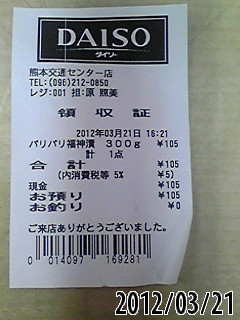 DAISO
ダイソー
熊本交通センター店
TEL:(096)212-0850
レジ:001 担:原 照美
領収証
2012年03月21日 16:21
パリパリ福神漬 300g ¥105
計 1点
合計 ¥105
(内消費税等 5% ¥5)
現金 ¥105
お預り ¥105
お釣り ¥0
ご来店ありがとうございました。
0 014097 169281
2012/03/21